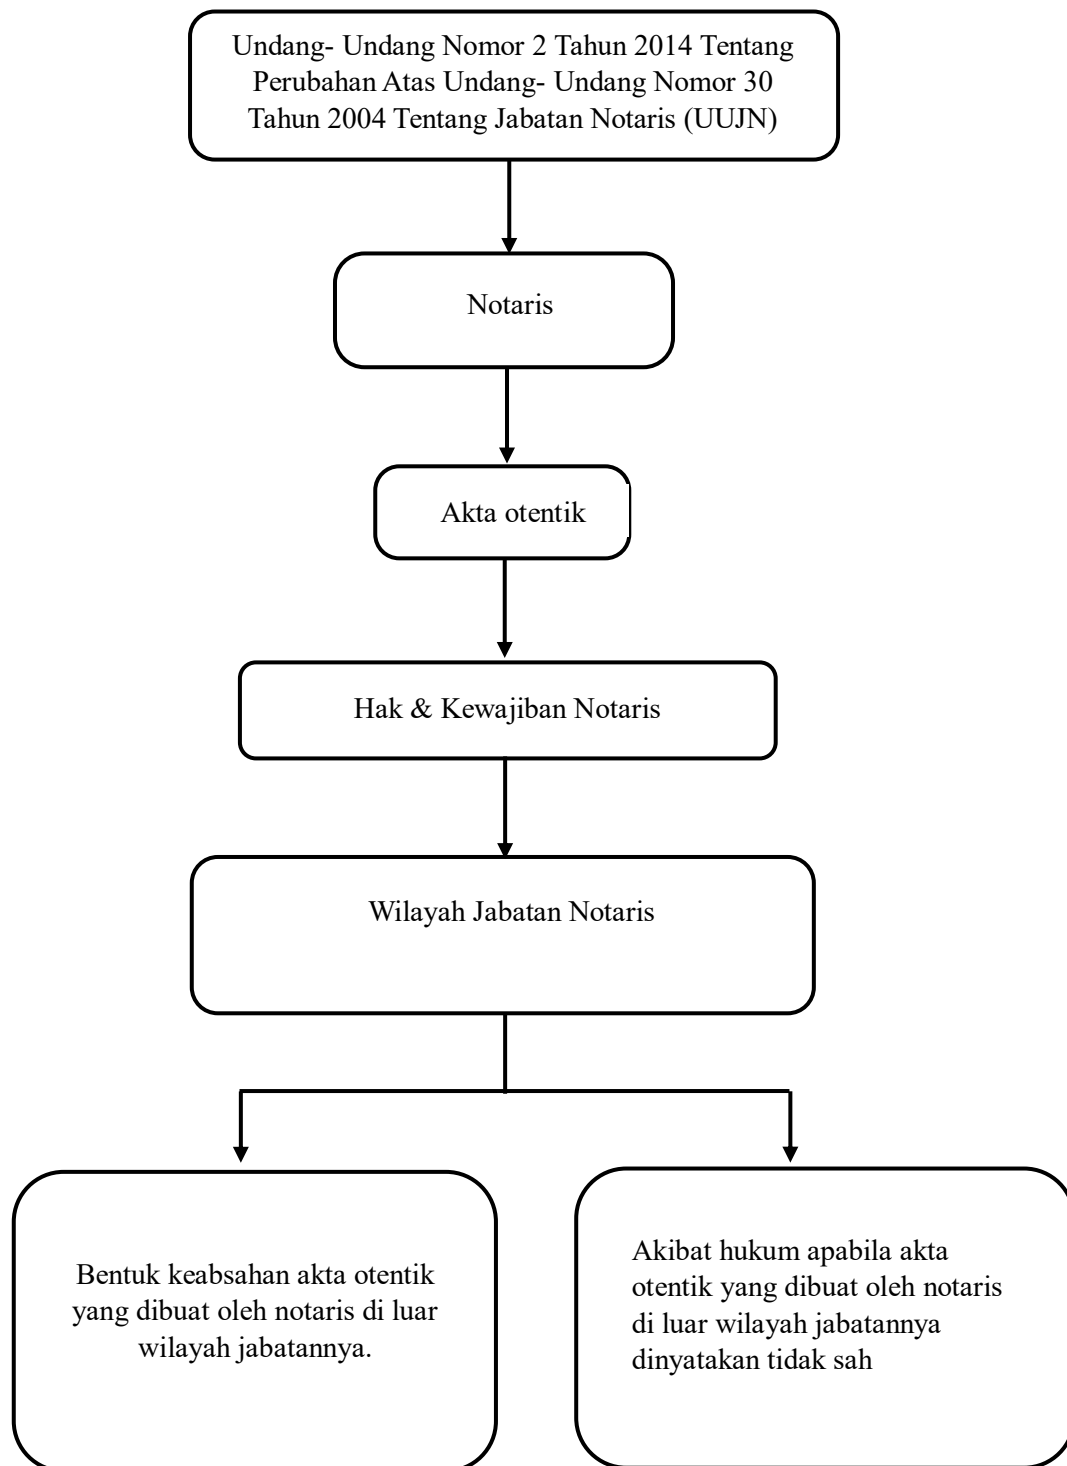 Undang- Undang Nomor 2 Tahun 2014 Tentang
Perubahan Atas Undang- Undang Nomor 30
Tahun 2004 Tentang Jabatan Notaris (UUJN)
Notaris
Akta otentik
Hak & Kewajiban Notaris
Wilayah Jabatan Notaris
Bentuk keabsahan akta otentik
yang dibuat oleh notaris di luar
wilayah jabatannya.
Akibat hukum apabila akta
otentik yang dibuat oleh notaris
di luar wilayah jabatannya
dinyatakan tidak sah